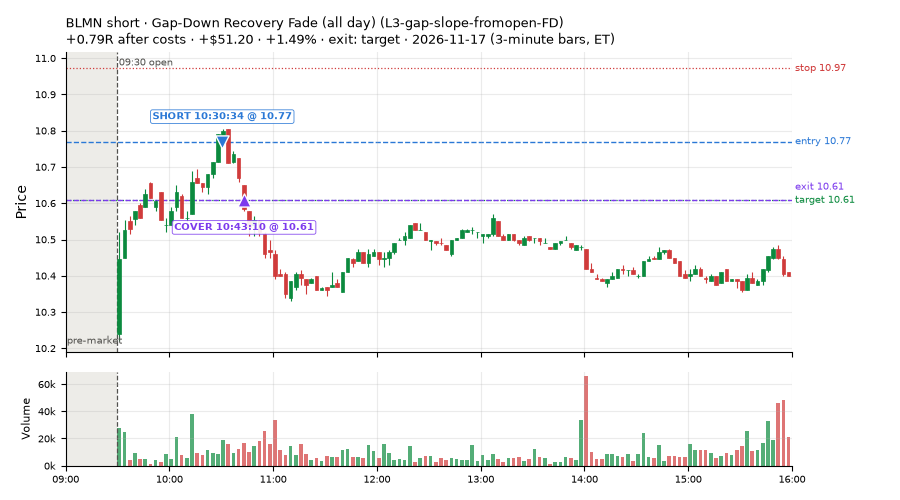 BLMN short · Gap-Down Recovery Fade (all day) (L3-gap-slope-fromopen-FD)
+0.79R after costs · +$51.20 · +1.49% · exit: target · 2026-11-17 (3-minute bars, ET)
11.0
10.9
10.8
10.7
10.6
10.5
10.4
10.3
10.2
Price
09:30 open
pre-market
SHORT 10:30:34 @ 10.77
COVER 10:43:10 @ 10.61
stop 10.97
entry 10.77
exit 10.61
target 10.61
60k
40k
20k
0k
Volume
09:00
10:00
11:00
12:00
13:00
14:00
15:00
16:00